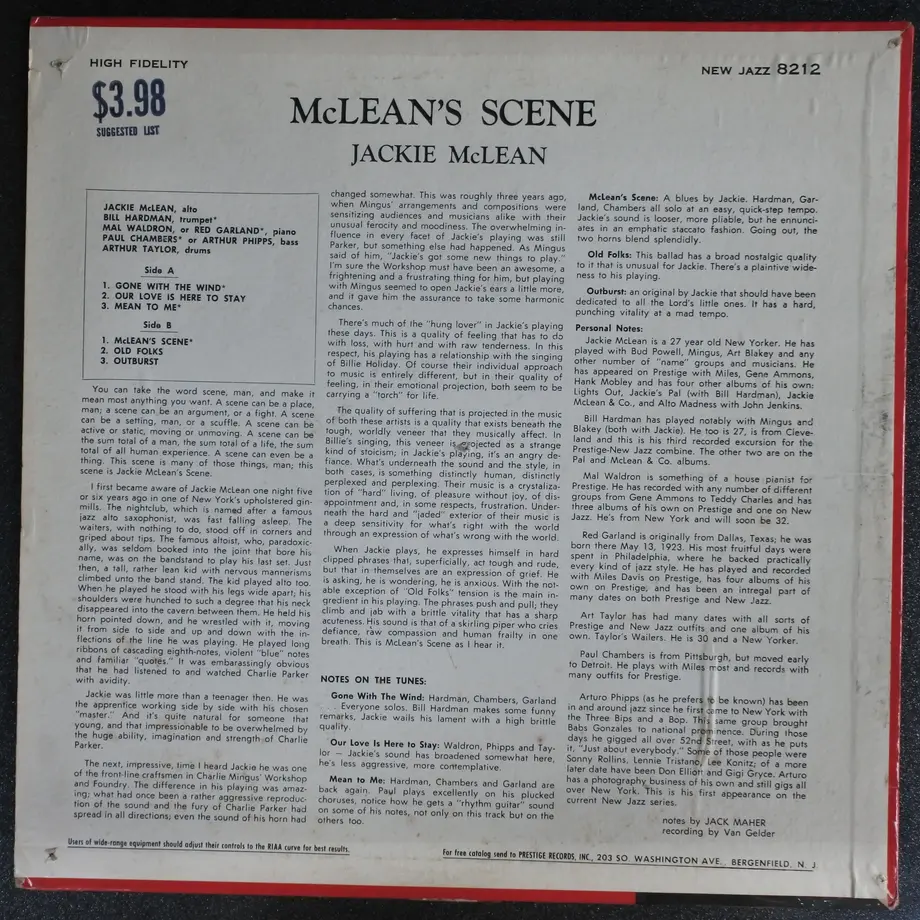 HIGH FIDELITY
$3.98
SUGGESTED LIST
NEW JAZZ 8212
McLEAN'S SCENE
JACKIE McLEAN
JACKIE McLEAN, alto
BILL HARDMAN, trumpet*
MAL WALDRON, or RED GARLAND*, piano
PAUL CHAMBERS* or ARTHUR PHIPPS, bass
ARTHUR TAYLOR, drums
Side A
1. GONE WITH THE WIND*
2. OUR LOVE IS HERE TO STAY
3. MEAN TO ME*
Side B
1. McLEAN'S SCENE*
2. OLD FOLKS
3. OUTBURST
You can take the word scene, man, and make it
mean most anything you want. A scene can be a place,
man; a scene can be an argument, or a fight. A scene
can be a setting, man, or a scuffle. A scene can be
active or static, moving or unmoving. A scene can be
the sum total of a man, the sum total of a life, the sum
total of all human experience. A scene can even be a
thing. This scene is many of those things, man; this
scene is Jackie McLean's Scene.
I first became aware of Jackie McLean one night five
or six years ago in one of New York's upholstered gin-
mills. The nightclub, which is named after a famous
jazz alto saxophonist, was fast falling asleep. The
waiters, with nothing to do, stood off in corners and
griped about tips. The famous altoist, who, paradoxic-
ally, was seldom booked into the joint that bore his
name, was on the bandstand to play his last set. Just
then, a tall, rather lean kid with nervous mannerisms
climbed unto the band stand. The kid played alto too.
When he played he stood with his legs wide apart; his
shoulders were hunched to such a degree that his neck
disappeared into the cavern between them. He held his
horn pointed down, and he wrestled with it, moving
it from side to side and up and down with the in-
flections of the line he was playing. He played long
ribbons of cascading eighth-notes, violent "blue" notes
and familiar "quotes." It was embarassingly obvious
that he had listened to and watched Charlie Parker
with avidity.
Jackie was little more than a teenager then. He was
the apprentice working side by side with his chosen
"master." And it's quite natural for someone that
young, and that impressionable to be overwhelmed by
the huge ability, imagination and strength of Charlie
Parker.
The next, impressive, time I heard Jackie he was one
of the front-line craftsmen in Charlie Mingus' Workshop
and Foundry. The difference in his playing was amaz-
ing; what had once been a rather aggressive reproduc-
tion of the sound and the fury of Charlie Parker had
spread in all directions; even the sound of his horn had
changed somewhat. This was roughly three years ago,
when Mingus' arrangements and compositions were
sensitizing audiences and musicians alike with their
unusual ferocity and moodiness. The overwhelming in-
fluence in every facet of Jackie's playing was still
Parker, but something else had happened. As Mingus
said of him, "Jackie's got some new things to play."
I'm sure the Workshop must have been an awesome, a
frightening and a frustrating thing for him, but playing
with Mingus seemed to open Jackie's ears a little more,
and it gave him the assurance to take some harmonic
chances.
There's much of the "hung lover" in Jackie's playing
these days. This is a quality of feeling that has to do
with loss, with hurt and with raw tenderness. In this
respect, his playing has a relationship with the singing
of Billie Holiday. Of course their individual approach
to music is entirely different, but in their quality of
feeling, in their emotional projection, both seem to be
carrying a "torch" for life.
The quality of suffering that is projected in the music
of both these artists is a quality that exists beneath the
tough, worldly veneer that they musically affect. In
Billie's singing, this veneer is projected as a strange
kind of stoicism; in Jackie's playing, it's an angry de-
fiance. What's underneath the sound and the style, in
both cases, is something distinctly human, distinctly
perplexed and perplexing. Their music is a crystaliza-
tion of "hard" living, of pleasure without joy, of dis-
appointment and, in some respects, frustration. Under-
neath the hard and "jaded" exterior of their music is
a deep sensitivity for what's right with the world
through an expression of what's wrong with the world.
When Jackie plays, he expresses himself in hard
clipped phrases that, superficially, act tough and rude,
but that in themselves are an expression of grief. He
is asking, he is wondering, he is anxious. With the not-
able exception of "Old Folks" tension is the main in-
gredient in his playing. The phrases push and pull; they
climb and jab with a brittle vitality that has a sharp
acuteness. His sound is that of a skirling piper who cries
defiance, raw compassion and human frailty in one
breath. This is McLean's Scene as I hear it.
NOTES ON THE TUNES:
Gone With The Wind: Hardman, Chambers, Garland
. . . Everyone solos. Bill Hardman makes some funny
remarks, Jackie wails his lament with a high brittle
quality.
Our Love Is Here to Stay: Waldron, Phipps and Tay-
lor — Jackie's sound has broadened somewhat here,
he's less aggressive, more contemplative.
Mean to Me: Hardman, Chambers and Garland are
back again. Paul plays excellently on his plucked
choruses, notice how he gets a "rhythm guitar" sound
on some of his notes, not only on this track but on the
others too.
McLean's Scene: A blues by Jackie. Hardman, Gar-
land, Chambers all solo at an easy, quick-step tempo.
Jackie's sound is looser, more pliable, but he ennunci-
ates in an emphatic staccato fashion. Going out, the
two horns blend splendidly.
Old Folks: This ballad has a broad nostalgic quality
to it that is unusual for Jackie. There's a plaintive wide-
ness to his playing.
Outburst: an original by Jackie that should have been
dedicated to all the Lord's little ones. It has a hard,
punching vitality at a mad tempo.
Personal Notes:
Jackie McLean is a 27 year old New Yorker. He has
played with Bud Powell, Mingus, Art Blakey and any
other number of "name" groups and musicians. He
has appeared on Prestige with Miles, Gene Ammons,
Hank Mobley and has four other albums of his own:
Lights Out, Jackie's Pal (with Bill Hardman), Jackie
McLean & Co., and Alto Madness with John Jenkins.
Bill Hardman has played notably with Mingus and
Blakey (both with Jackie). He too is 27, is from Cleve-
land and this is his third recorded excursion for the
Prestige-New Jazz combine. The other two are on the
Pal and McLean & Co. albums.
Mal Waldron is something of a house pianist for
Prestige. He has recorded with any number of different
groups from Gene Ammons to Teddy Charles and has
three albums of his own on Prestige and one on New
Jazz. He's from New York and will soon be 32.
Red Garland is originally from Dallas, Texas; he was
born there May 13, 1923. His most fruitful days were
spent in Philadelphia, where he backed practically
every kind of jazz style. He has played and recorded
with Miles Davis on Prestige, has four albums of his
own on Prestige, and has been an intregal part of
many dates on both Prestige and New Jazz.
Art Taylor has had many dates with all sorts of
Prestige and New Jazz outfits and one album of his
own. Taylor's Wailers. He is 30 and a New Yorker.
Paul Chambers is from Pittsburgh, but moved early
to Detroit. He plays with Miles most and records with
many outfits for Prestige.
Arturo Phipps (as he prefers to be known) has been
in and around jazz since he first came to New York with
the Three Bips and a Bop. This same group brought
Babs Gonzales to national prominence. During those
days he gigged all over 52nd Street, with as he puts
it, "Just about everybody." Some of those people were
Sonny Rollins, Lennie Tristano, Lee Konitz; of a more
later date have been Don Elliott and Gigi Gryce. Arturo
has a photography business of his own and still gigs all
over New York. This is his first appearance on the
current New Jazz series.
notes by JACK MAHER
recording by Van Gelder
Users of wide-range equipment should adjust their controls to the RIAA curve for best results.
For free catalog send to PRESTIGE RECORDS, INC., 203 SO. WASHINGTON AVE., BERGENFIELD, N. J.